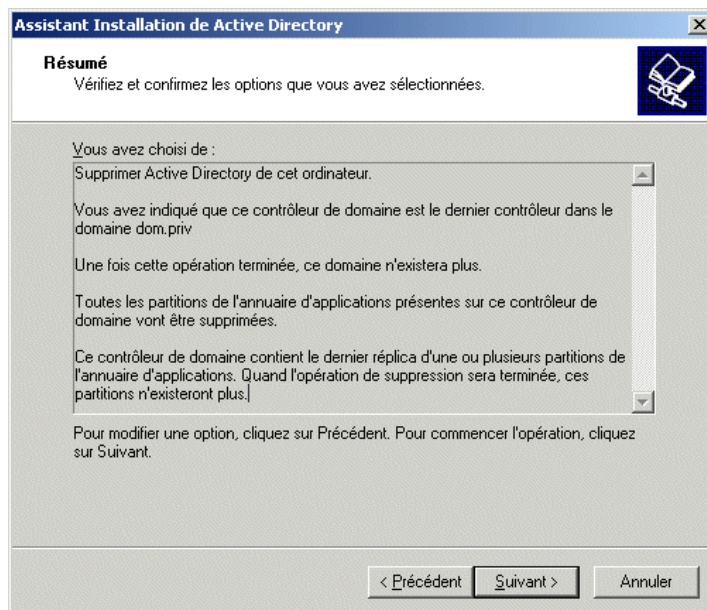 Assistant Installation de Active Directory
Résumé
Vérifiez et confirmez les options que vous avez sélectionnées.
Vous avez choisi de :
Supprimer Active Directory de cet ordinateur.
Vous avez indiqué que ce contrôleur de domaine est le dernier contrôleur dans le
domaine dom.priv
Une fois cette opération terminée, ce domaine n'existera plus.
Toutes les partitions de l'annuaire d'applications présentes sur ce contrôleur de
domaine vont être supprimées.
Ce contrôleur de domaine contient le dernier réplica d'une ou plusieurs partitions de
l'annuaire d'applications. Quand l'opération de suppression sera terminée, ces
partitions n'existeront plus.
Pour modifier une option, cliquez sur Précédent. Pour commencer l'opération, cliquez
sur Suivant.
< Précédent Suivant > Annuler